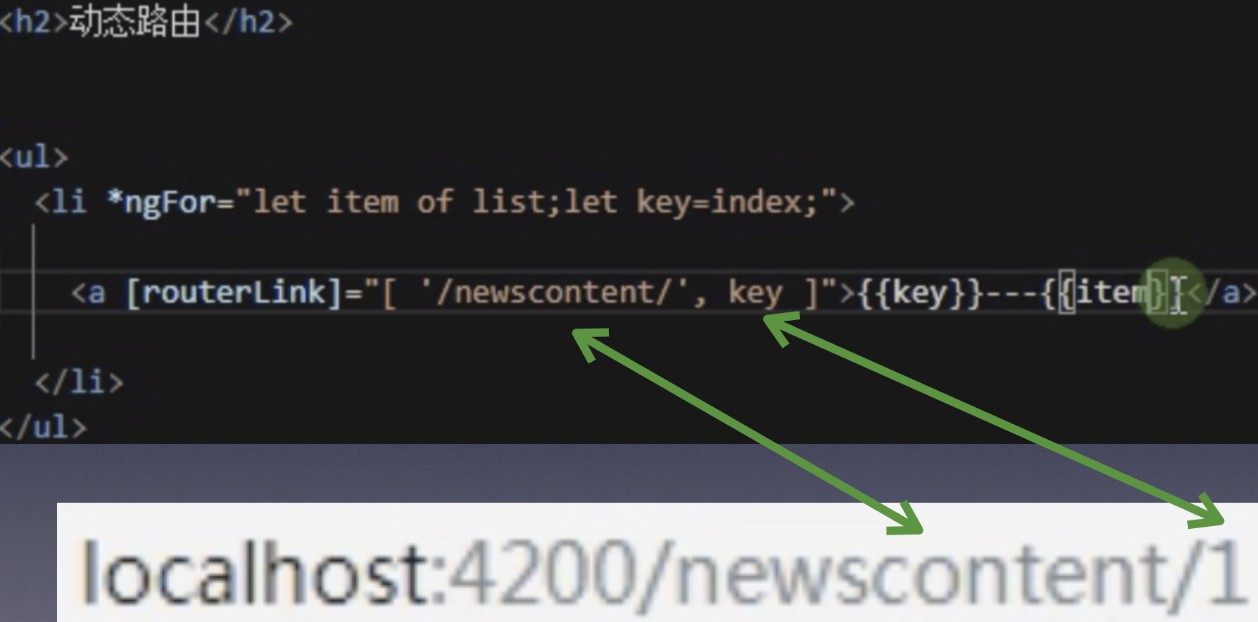 <h2>动态路由</h2>
<ul>
<li *ngFor="let item of list;let key=index;">
<a [routerLink]="[ '/newscontent/', key ]">{{key}}---{{item}}</a>
</li>
</ul>
localhost:4200/newscontent/1